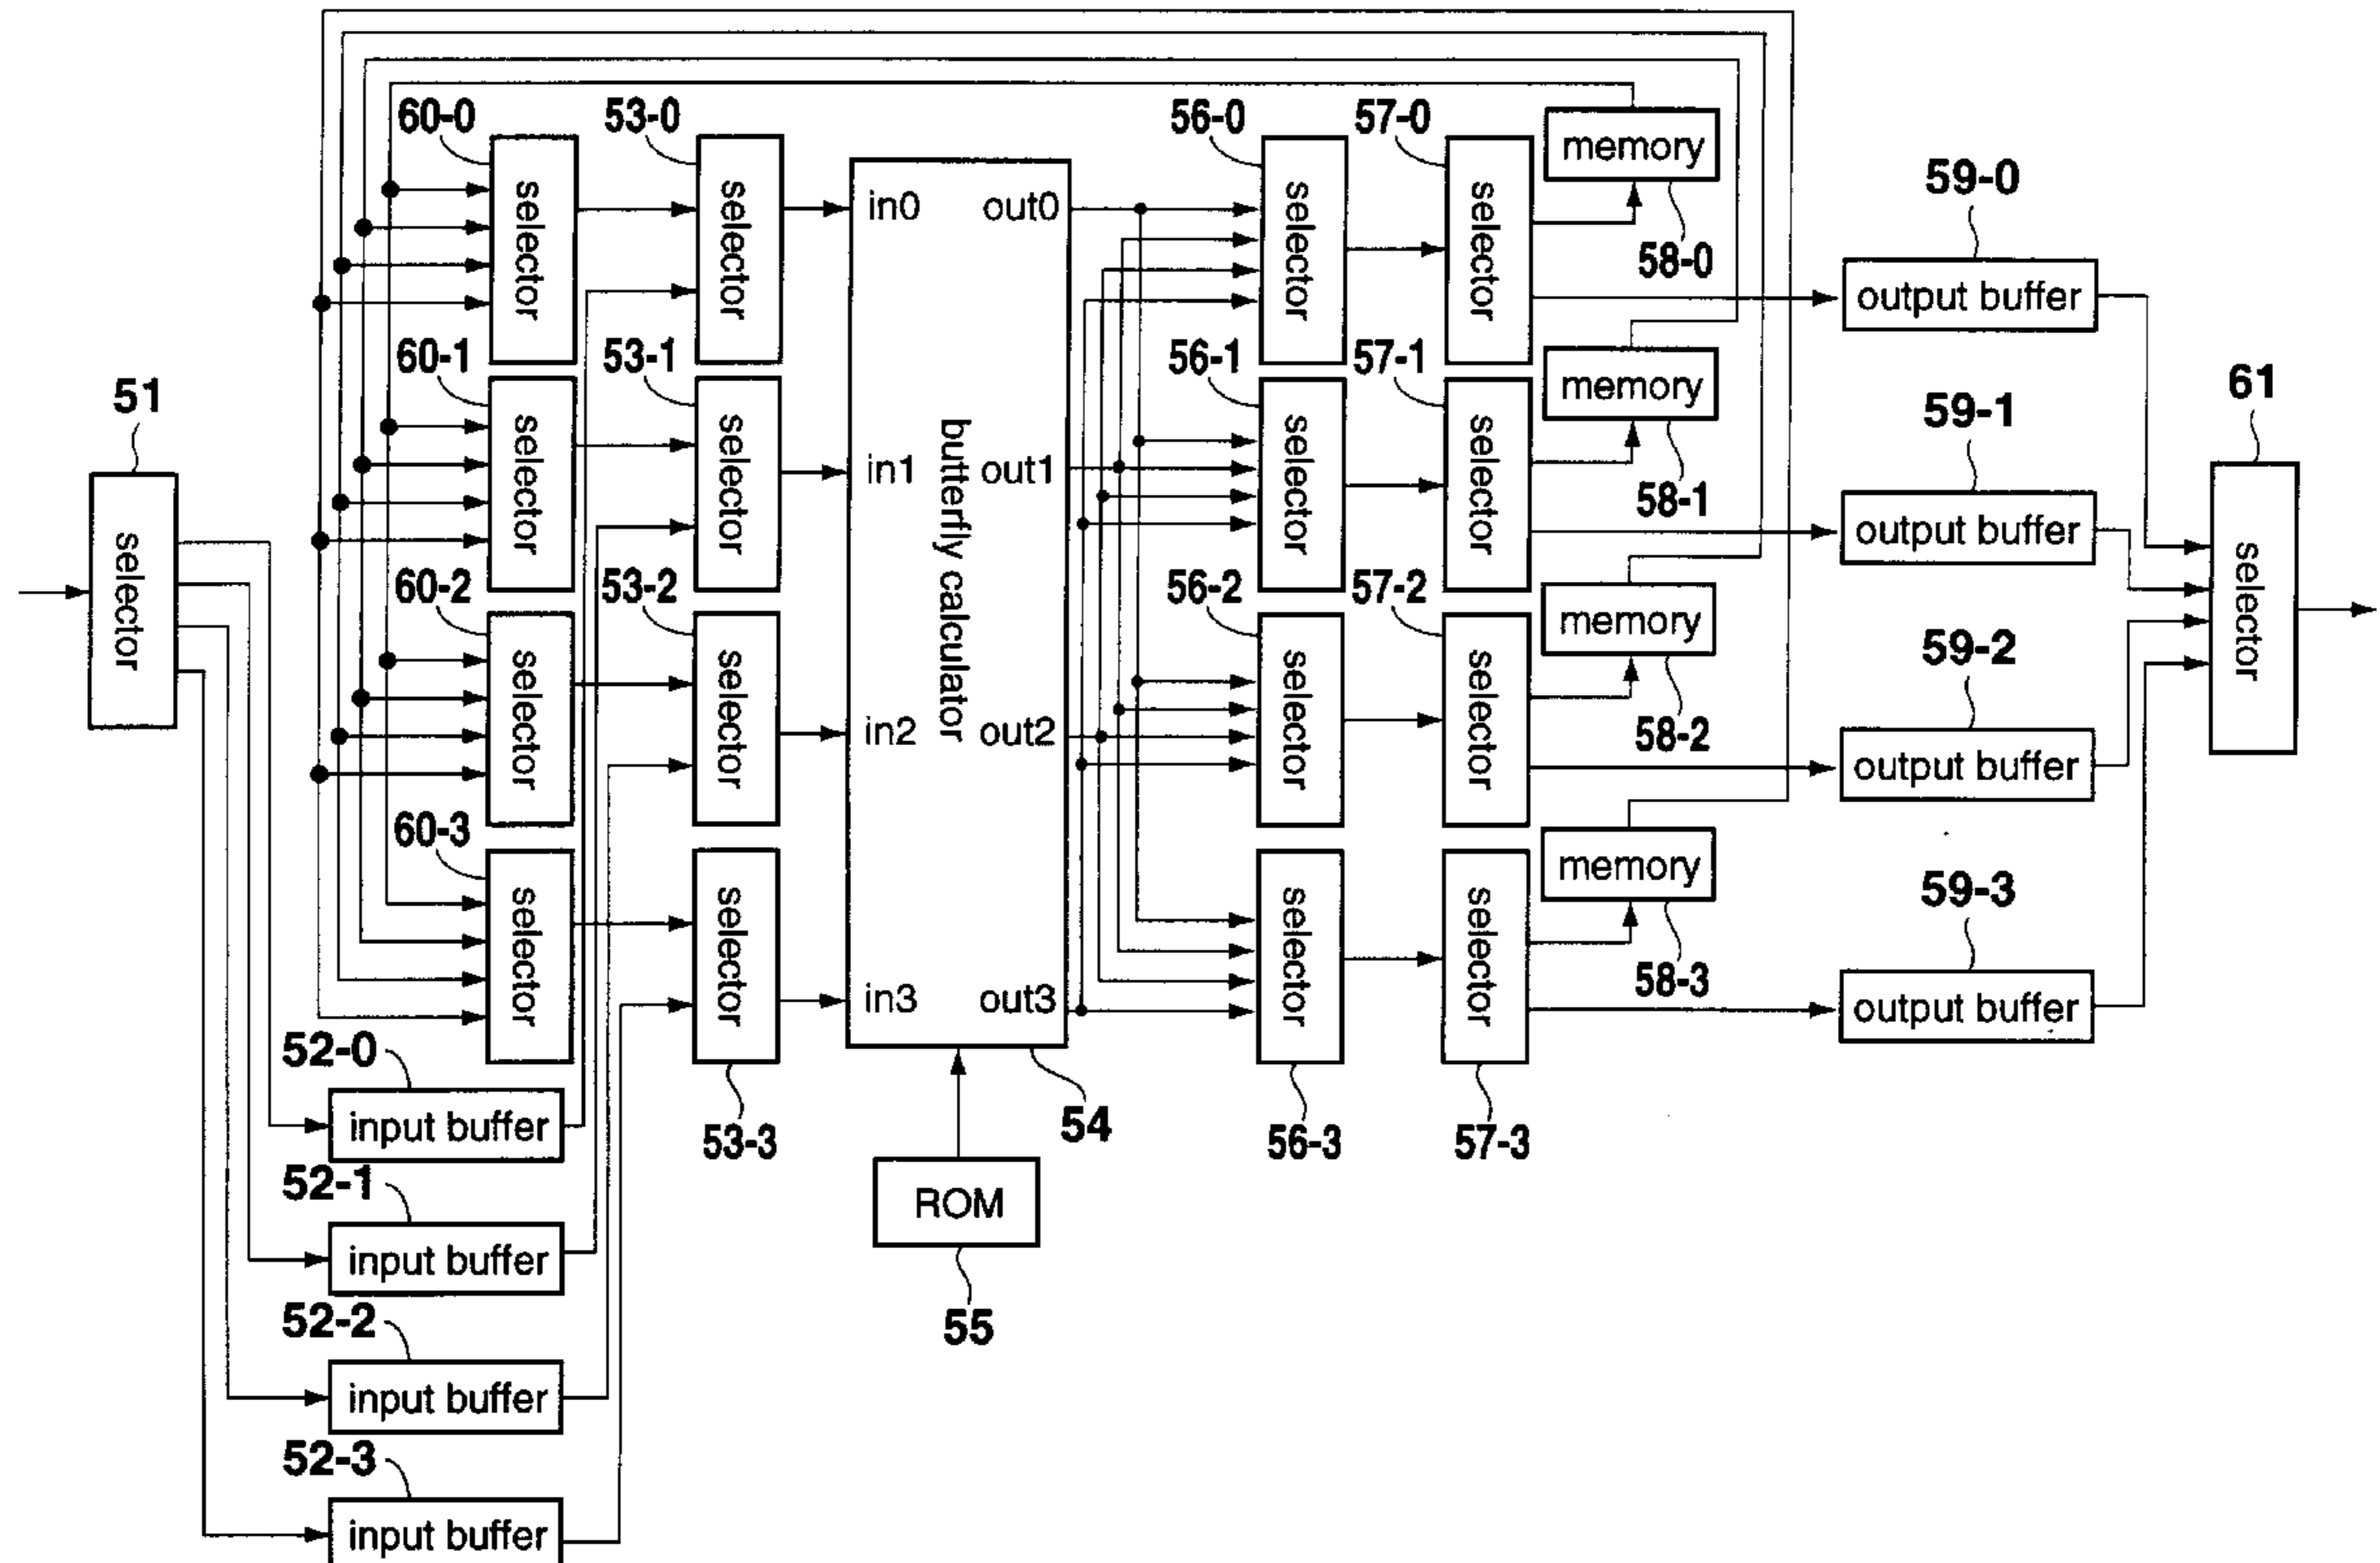 60-0
53-0
56-0
57-0
memory
58-0
59-0
output buffer
selector
selector
in0
out0
selector
selector
60-1
53-1
56-1
57-1
memory
58-1
59-1
output buffer
61
51
selector
selector
selector
in1
butterfly calculator
out1
selector
selector
selector
60-2
53-2
56-2
57-2
memory
58-2
59-2
output buffer
selector
selector
in2
out2
selector
selector
60-3
memory
58-3
59-3
output buffer
selector
selector
in3
out3
selector
selector
52-0
input buffer
53-3
54
56-3
57-3
52-1
input buffer
ROM
55
52-2
input buffer
52-3
input buffer